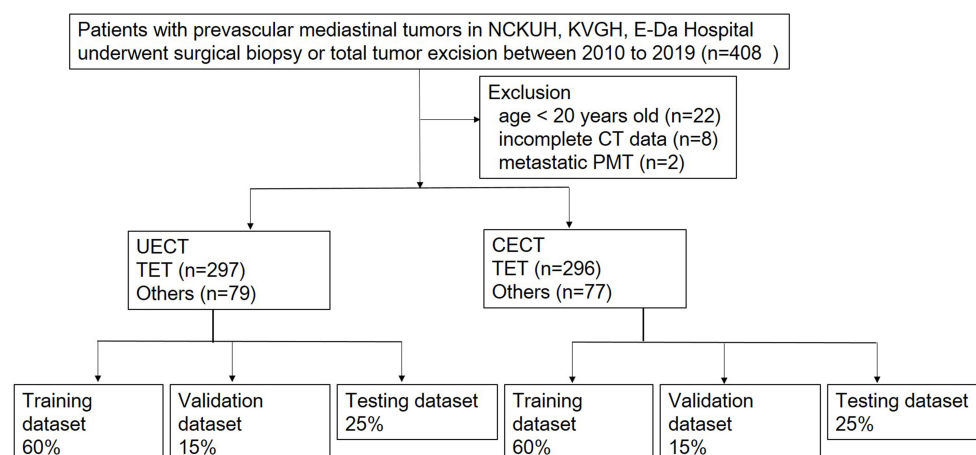 Patients with prevascular mediastinal tumors in NCKUH, KVGH, E-Da Hospital
underwent surgical biopsy or total tumor excision between 2010 to 2019 (n=408 )
Exclusion
age < 20 years old (n=22)
incomplete CT data (n=8)
metastatic PMT (n=2)
UECT
TET (n=297)
Others (n=79)
CECT
TET (n=296)
Others (n=77)
Training
dataset
60%
Validation
dataset
15%
Testing dataset
25%
Training
dataset
60%
Validation
dataset
15%
Testing dataset
25%